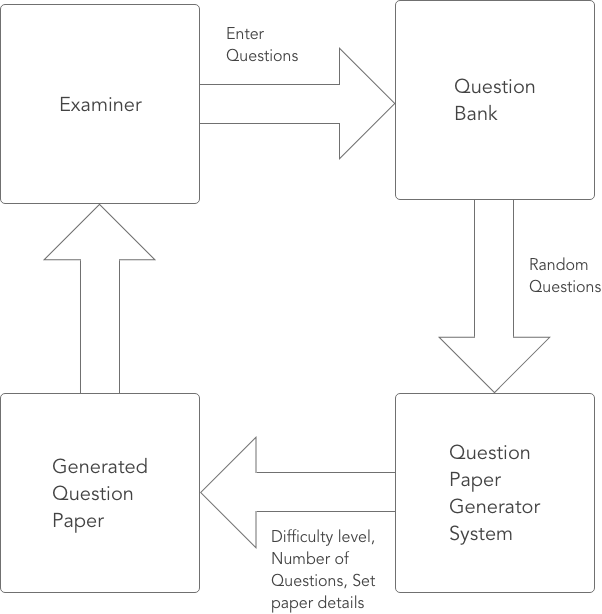 Enter
Questions
Examiner
Question
Bank
Random
Questions
Generated
Question
Paper
Question
Paper
Generator
System
Difficulty level,
Number of
Questions, Set
paper details